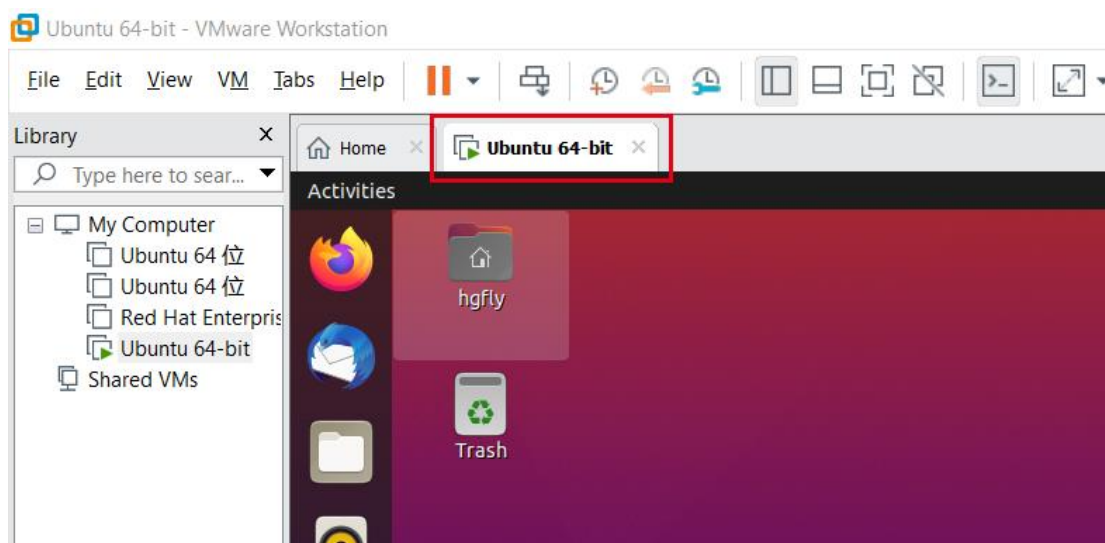 Ubuntu 64-bit - VMware Workstation
File Edit View VM Tabs Help
Library X
Type here to sear...
Home × Ubuntu 64-bit ×
Activities
My Computer
Ubuntu 64 位
Ubuntu 64 位
Red Hat Enterpris
Ubuntu 64-bit
Shared VMs
hgfly
Trash